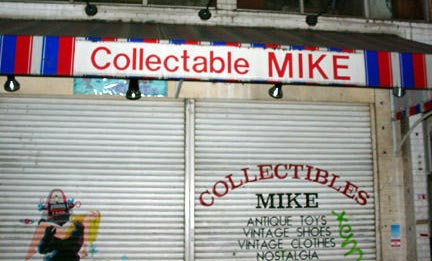 Collectable MIKE
COLLECTIBLES
MIKE
ANTIQUE TOYS
VINTAGE SHOES
VINTAGE CLOTHES
NOSTALGIA